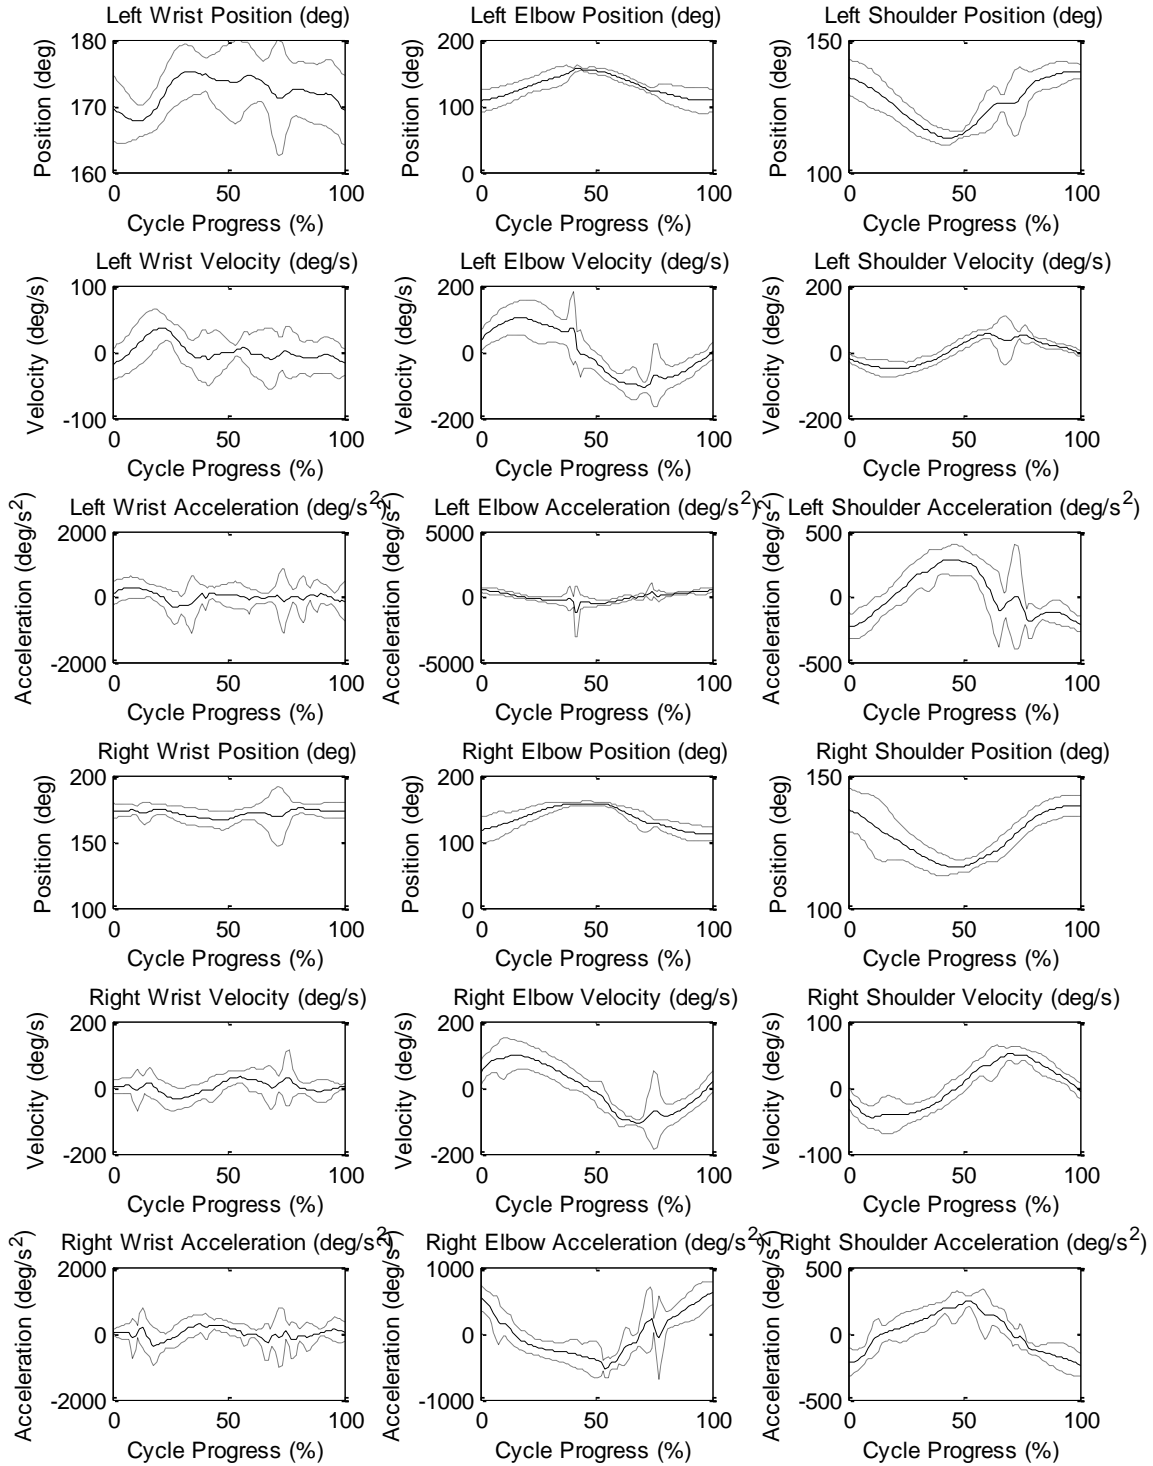 Left Wrist Position (deg)
Position (deg)
180
170
160
0 50 100
Cycle Progress (%)
Left Elbow Position (deg)
Position (deg)
200
100
0
0 50 100
Cycle Progress (%)
Left Shoulder Position (deg)
Position (deg)
150
100
0 50 100
Cycle Progress (%)
Left Wrist Velocity (deg/s)
Velocity (deg/s)
100
0
-100
0 50 100
Cycle Progress (%)
Left Elbow Velocity (deg/s)
Velocity (deg/s)
200
0
-200
0 50 100
Cycle Progress (%)
Left Shoulder Velocity (deg/s)
Velocity (deg/s)
200
0
-200
0 50 100
Cycle Progress (%)
Left Wrist Acceleration (deg/s²)
Acceleration (deg/s²)
2000
0
-2000
0 50 100
Cycle Progress (%)
Left Elbow Acceleration (deg/s²)
Acceleration (deg/s²)
5000
0
-5000
0 50 100
Cycle Progress (%)
Left Shoulder Acceleration (deg/s²)
Acceleration (deg/s²)
500
0
-500
0 50 100
Cycle Progress (%)
Right Wrist Position (deg)
Position (deg)
200
150
100
0 50 100
Cycle Progress (%)
Right Elbow Position (deg)
Position (deg)
200
100
0
0 50 100
Cycle Progress (%)
Right Shoulder Position (deg)
Position (deg)
150
100
0 50 100
Cycle Progress (%)
Right Wrist Velocity (deg/s)
Velocity (deg/s)
200
0
-200
0 50 100
Cycle Progress (%)
Right Elbow Velocity (deg/s)
Velocity (deg/s)
200
0
-200
0 50 100
Cycle Progress (%)
Right Shoulder Velocity (deg/s)
Velocity (deg/s)
100
0
-100
0 50 100
Cycle Progress (%)
Right Wrist Acceleration (deg/s²)
Acceleration (deg/s²)
2000
0
-2000
0 50 100
Cycle Progress (%)
Right Elbow Acceleration (deg/s²)
Acceleration (deg/s²)
1000
0
-1000
0 50 100
Cycle Progress (%)
Right Shoulder Acceleration (deg/s²)
Acceleration (deg/s²)
500
0
-500
0 50 100
Cycle Progress (%)